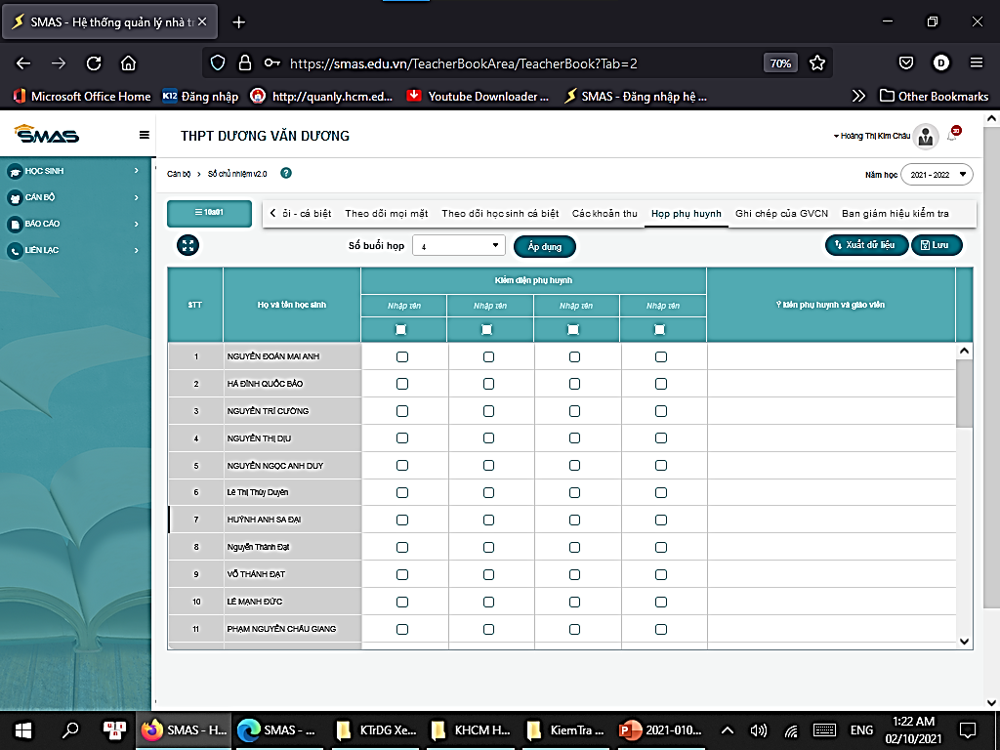 SMAS - Hệ thống quản lý nhà tr
https://smas.edu.vn/TeacherBookArea/TeacherBook?Tab=2
70%
D
Microsoft Office Home
K12 Đăng nhập
http://quanly.hcm.ed...
Youtube Downloader ...
SMAS - Đăng nhập hệ ...
Other Bookmarks
SMAS
THPT DƯƠNG VĂN DƯƠNG
Hoàng Thị Kim Châu
30
HỌC SINH
CÁN BỘ
BÁO CÁO
LIÊN LẠC
Cán bộ > Sổ chủ nhiệm v2.0 ?
Năm học 2021 - 2022
10a01
ỏi - cá biệt Theo dõi mọi mặt Theo dõi học sinh cá biệt Các khoản thu Họp phụ huynh Ghi chép của GVCN Ban giám hiệu kiểm tra
Số buổi họp 4 Áp dụng Xuất dữ liệu Lưu
STT Họ và tên học sinh Kiểm diện phụ huynh Ý kiến phụ huynh và giáo viên
Nhập tên Nhập tên Nhập tên Nhập tên
1 NGUYỄN ĐOÀN MAI ANH
2 HÀ ĐÌNH QUỐC BẢO
3 NGUYỄN TRÍ CƯỜNG
4 NGUYỄN THỊ DỊU
5 NGUYỄN NGỌC ANH DUY
6 Lê Thị Thùy Duyên
7 HUỲNH ANH SA ĐẠI
8 Nguyễn Thành Đạt
9 VÕ THÀNH ĐẠT
10 LÊ MẠNH ĐỨC
11 PHẠM NGUYỄN CHÂU GIANG
SMAS - H...
SMAS - ...
KTrDG Xe...
KHCM H...
KiemTra ...
2021-010...
ENG
1:22 AM
02/10/2021